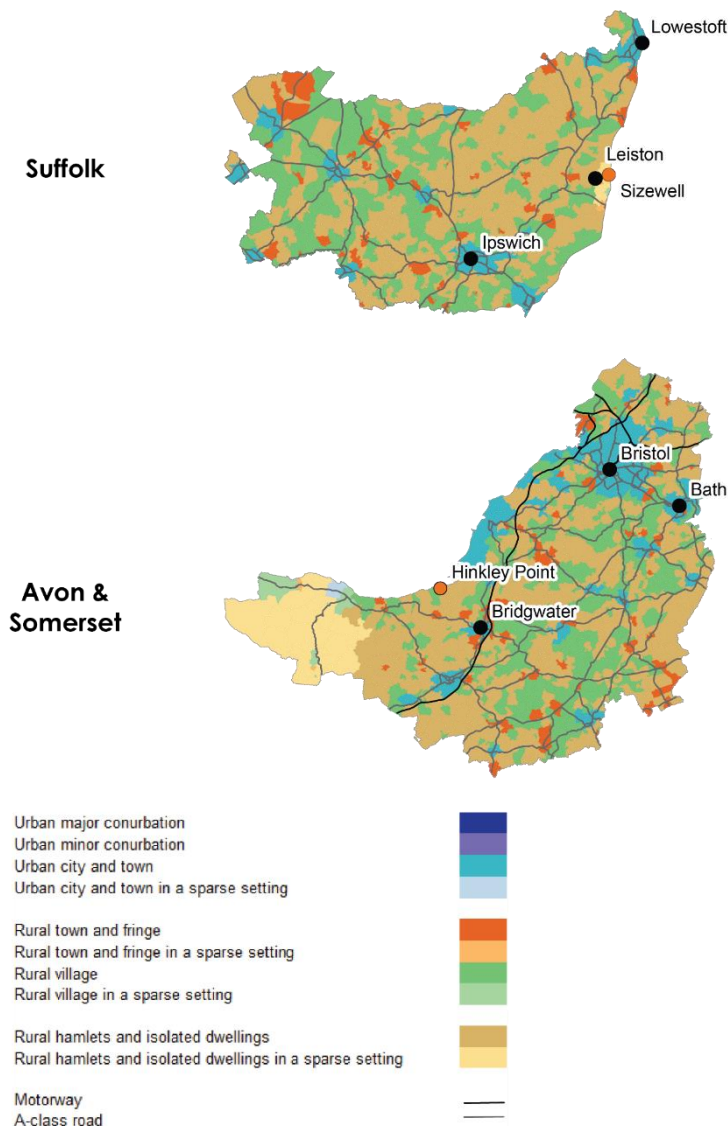 Lowestoft
Suffolk
Leiston
Sizewell
Ipswich
Bristol
Bath
Hinkley Point
Avon &
Somerset
Bridgwater
Urban major conurbation
Urban minor conurbation
Urban city and town
Urban city and town in a sparse setting
Rural town and fringe
Rural town and fringe in a sparse setting
Rural village
Rural village in a sparse setting
Rural hamlets and isolated dwellings
Rural hamlets and isolated dwellings in a sparse setting
Motorway
A-class road